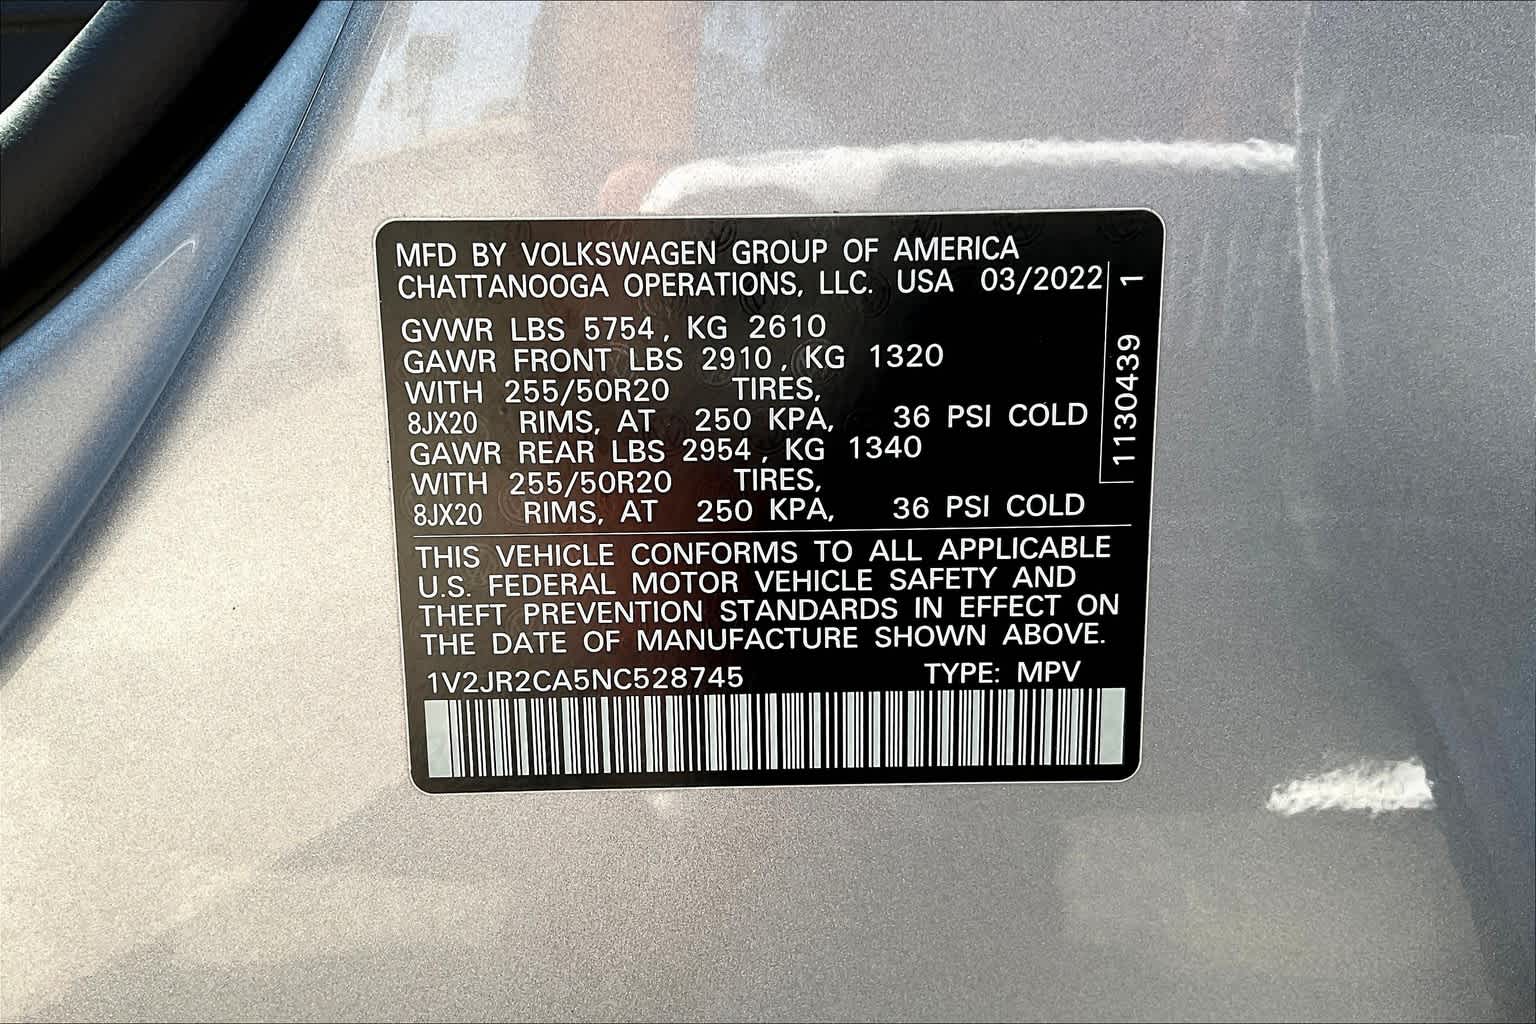 MFD BY VOLKSWAGEN GROUP OF AMERICA
CHATTANOOGA OPERATIONS, LLC. USA 03/2022
GVWR LBS 5754, KG 2610
GAWR FRONT LBS 2910, KG 1320
WITH 255/50R20 TIRES,
8JX20 RIMS, AT 250 KPA, 36 PSI COLD
GAWR REAR LBS 2954, KG 1340
WITH 255/50R20 TIRES,
8JX20 RIMS, AT 250 KPA, 36 PSI COLD
THIS VEHICLE CONFORMS TO ALL APPLICABLE
U.S. FEDERAL MOTOR VEHICLE SAFETY AND
THEFT PREVENTION STANDARDS IN EFFECT ON
THE DATE OF MANUFACTURE SHOWN ABOVE.
1V2JR2CA5NC528745 TYPE: MPV
1130439 1